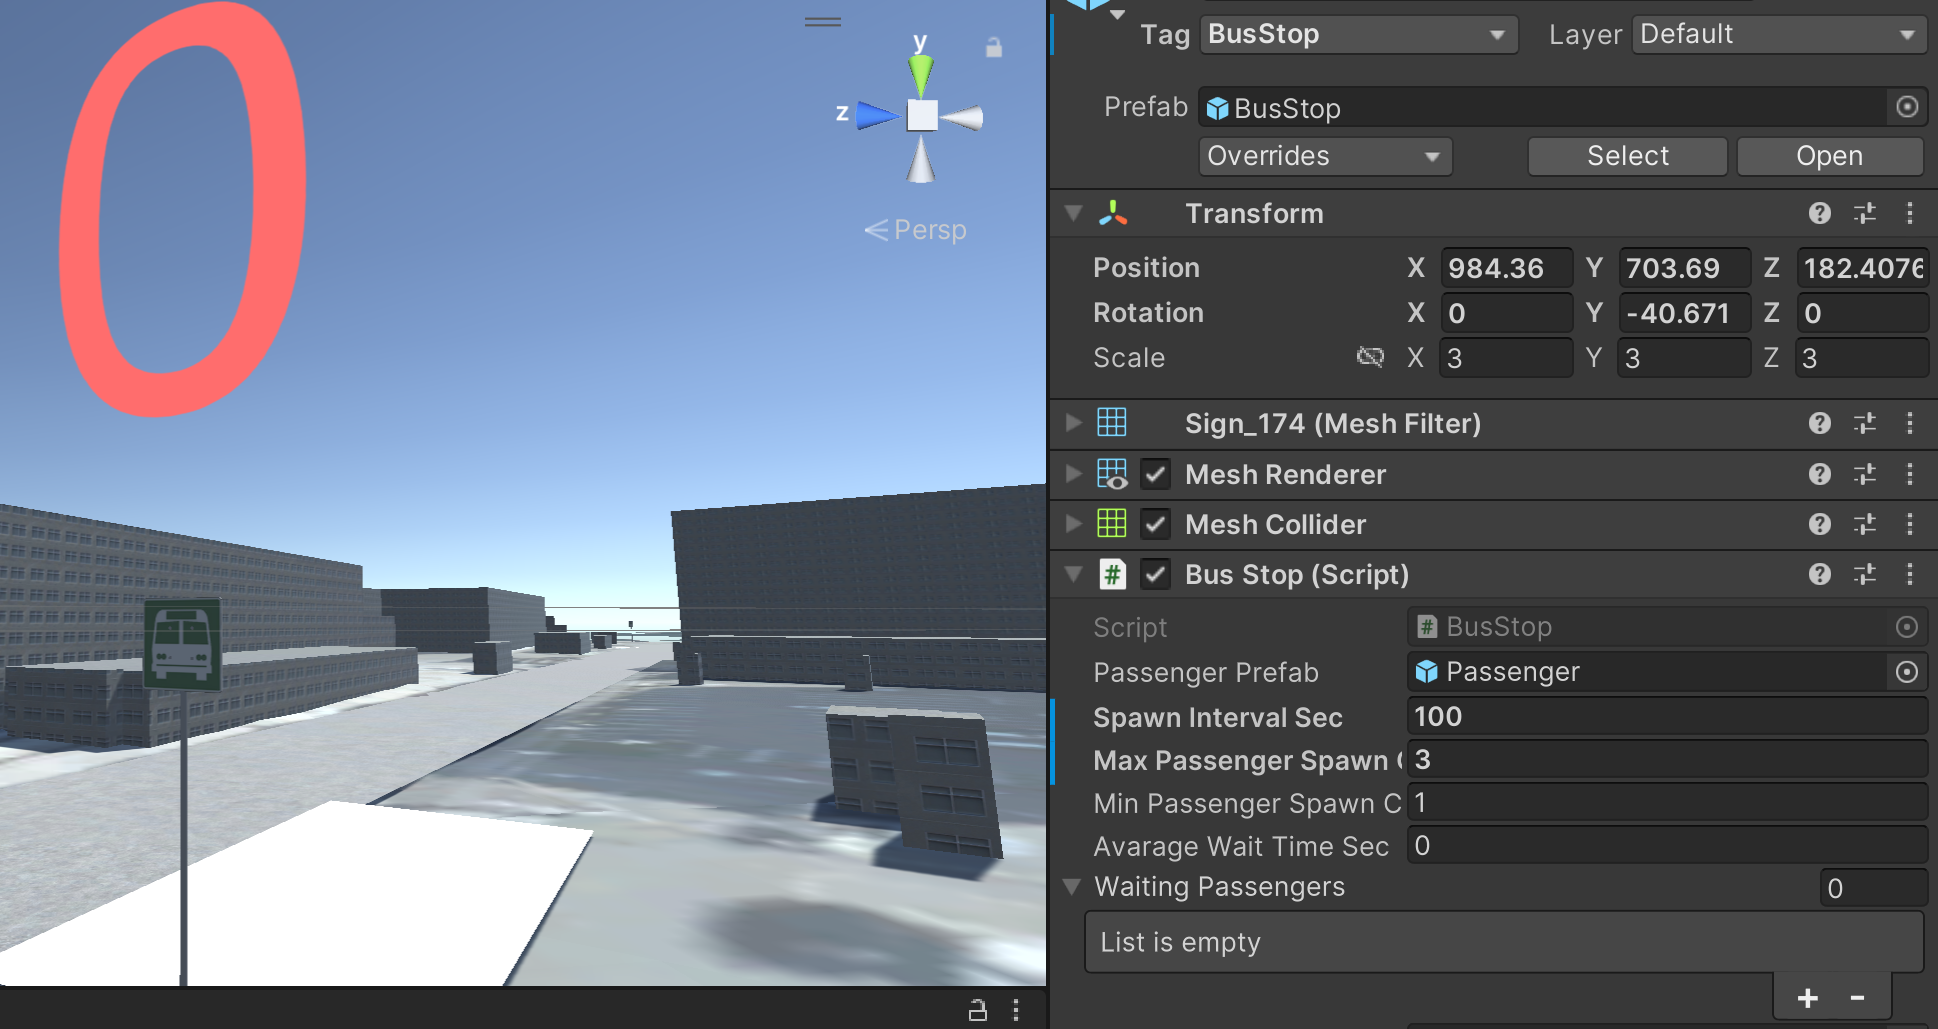 0
y
z
Persp
Tag BusStop Layer Default
Prefab BusStop
Overrides Select Open
Transform
Position X 984.36 Y 703.69 Z 182.4076
Rotation X 0 Y -40.671 Z 0
Scale X 3 Y 3 Z 3
Sign_174 (Mesh Filter)
Mesh Renderer
Mesh Collider
# Bus Stop (Script)
Script # BusStop
Passenger Prefab Passenger
Spawn Interval Sec 100
Max Passenger Spawn 3
Min Passenger Spawn C 1
Avarage Wait Time Sec 0
Waiting Passengers 0
List is empty
+ -